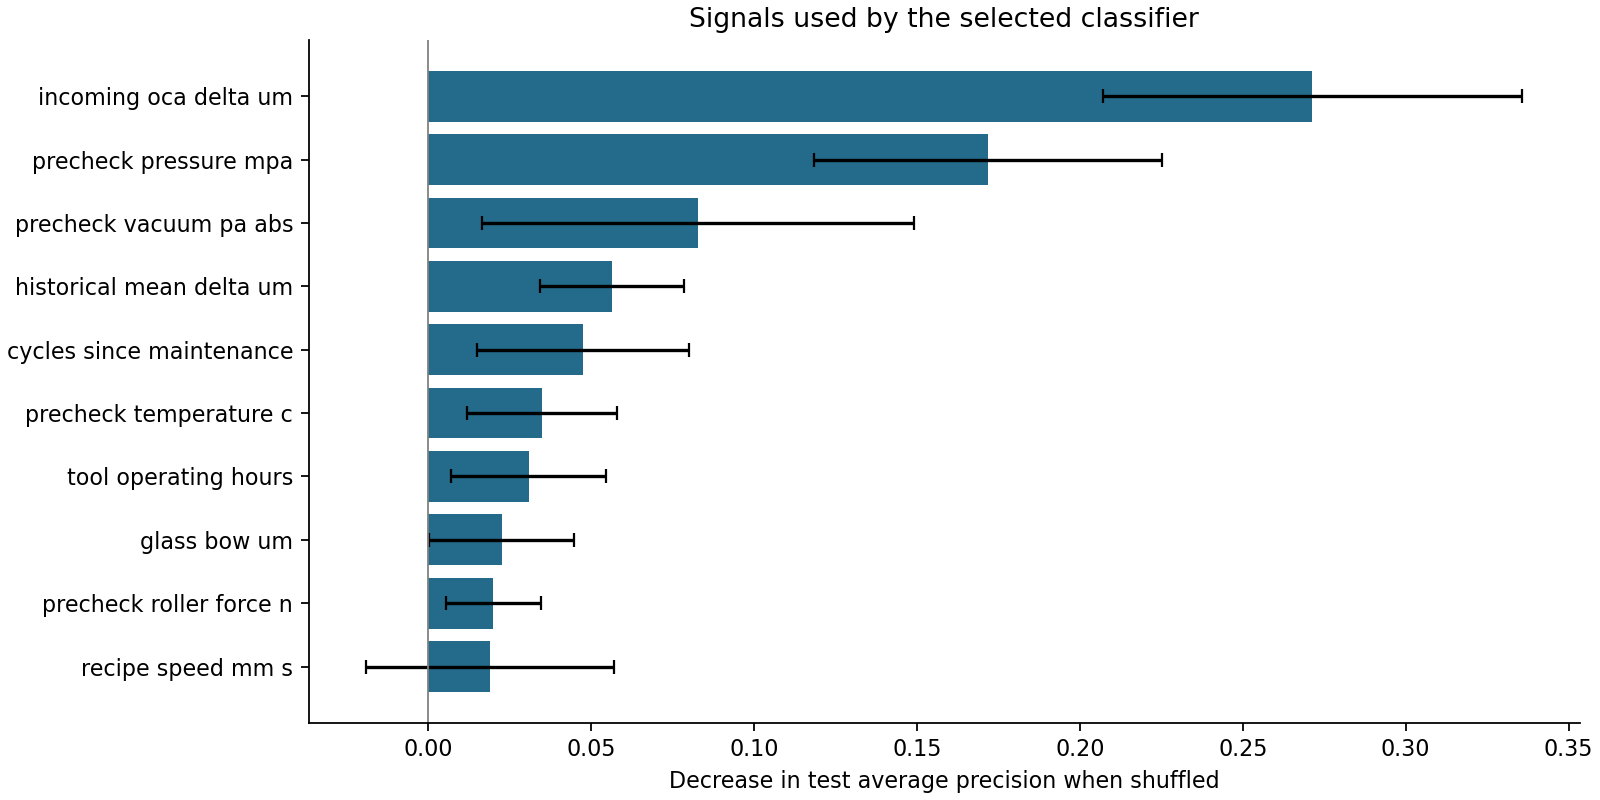 Signals used by the selected classifier
incoming oca delta um
precheck pressure mpa
precheck vacuum pa abs
historical mean delta um
cycles since maintenance
precheck temperature c
tool operating hours
glass bow um
precheck roller force n
recipe speed mm s
0.00 0.05 0.10 0.15 0.20 0.25 0.30 0.35
Decrease in test average precision when shuffled